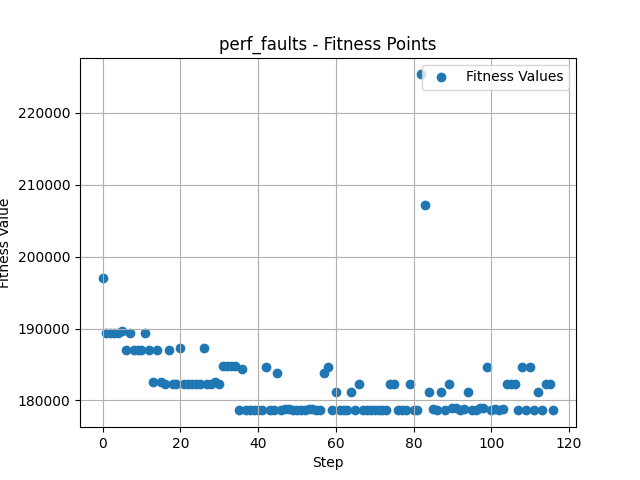 perf_faults - Fitness Points
Fitness Values
220000
210000
200000
190000
180000
Fitness Value
0 20 40 60 80 100 120
Step